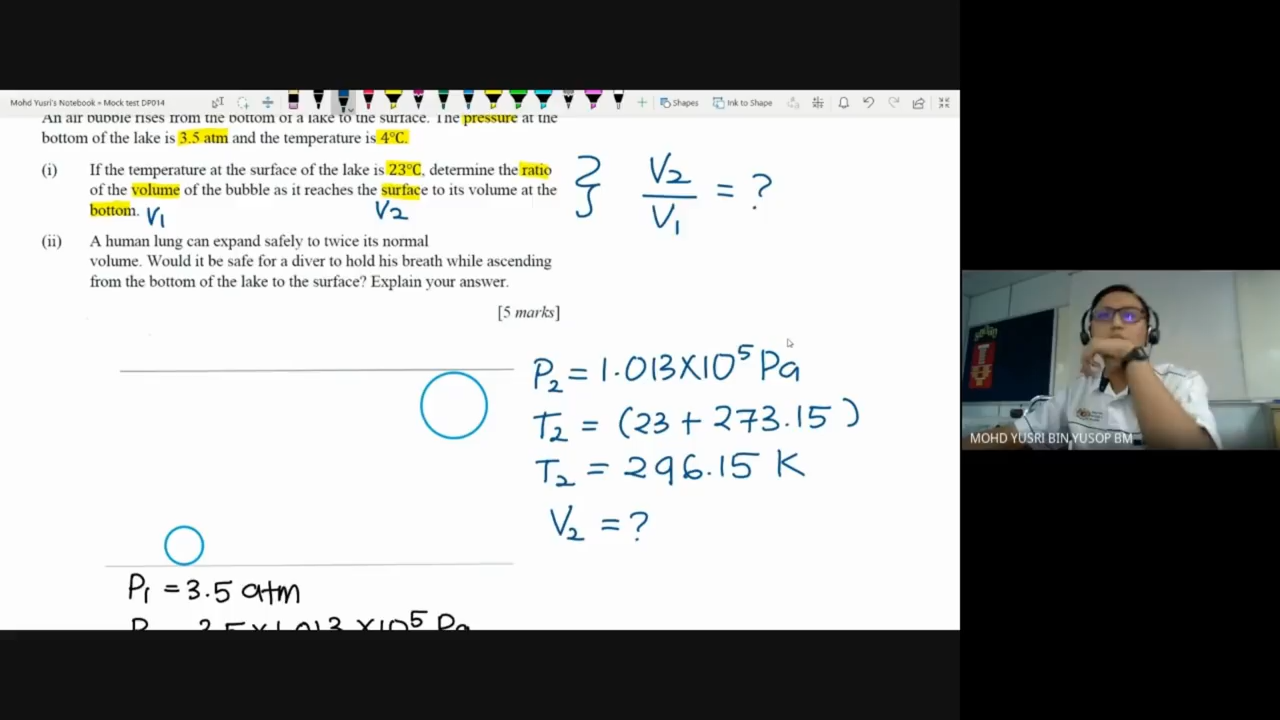 Mohd Yusri's Notebook » Mock test DP014
Shapes
Ink to Shape
An air bubble rises from the bottom of a lake to the surface. The pressure at the
bottom of the lake is 3.5 atm and the temperature is 4°C.
(i) If the temperature at the surface of the lake is 23°C, determine the ratio
of the volume of the bubble as it reaches the surface to its volume at the
bottom. V1 V2
V2/V1 = ?
(ii) A human lung can expand safely to twice its normal
volume. Would it be safe for a diver to hold his breath while ascending
from the bottom of the lake to the surface? Explain your answer.
[5 marks]
P2 = 1.013×10^5 Pa
T2 = (23 + 273.15)
T2 = 296.15 K
V2 = ?
P1 = 3.5 atm
P 3.5×1.013×10^5 Pa
MOHD YUSRI BIN YUSOP BM